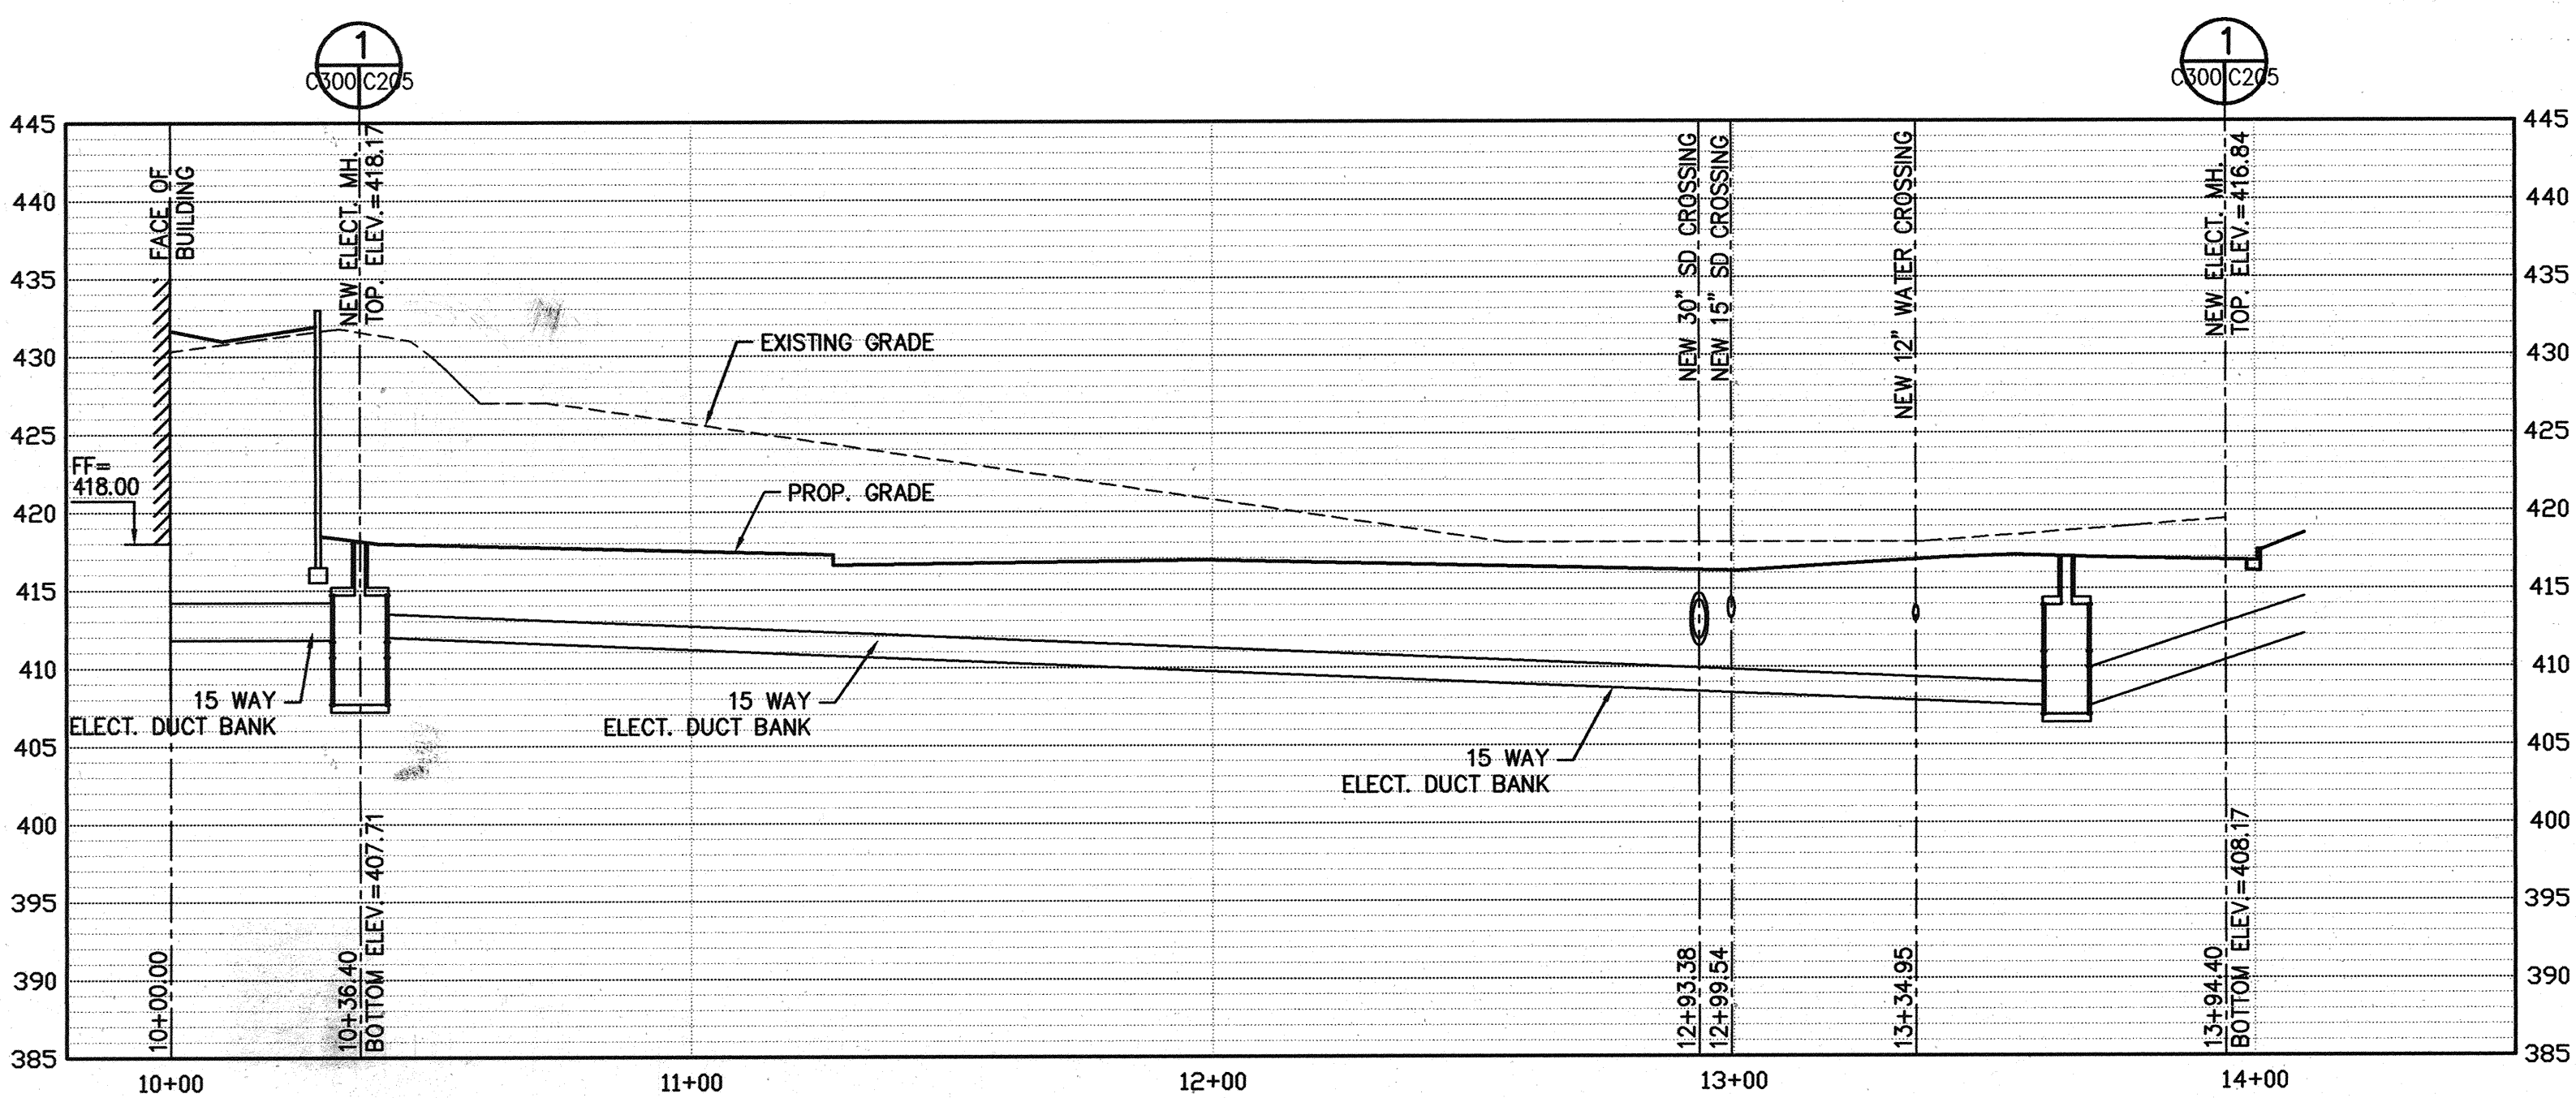 1
C300 C205
1
C300 C205
445
440
435
430
425
420
415
410
405
400
395
390
385
FACE OF
BUILDING
NEW ELECT. MH.
TOP. ELEV.=418.17
NEW 30" SD CROSSING
NEW 15" SD CROSSING
NEW 12" WATER CROSSING
NEW ELECT. MH.
TOP. ELEV.=416.84
445
440
435
430
425
420
415
410
405
400
395
390
385
EXISTING GRADE
FF=
418.00
PROP. GRADE
15 WAY
ELECT. DUCT BANK
15 WAY
ELECT. DUCT BANK
15 WAY
ELECT. DUCT BANK
10+00.00
10+36.40
BOTTOM ELEV.=407.71
12+93.38
12+99.54
13+34.95
13+94.40
BOTTOM ELEV.=408.17
10+00
11+00
12+00
13+00
14+00